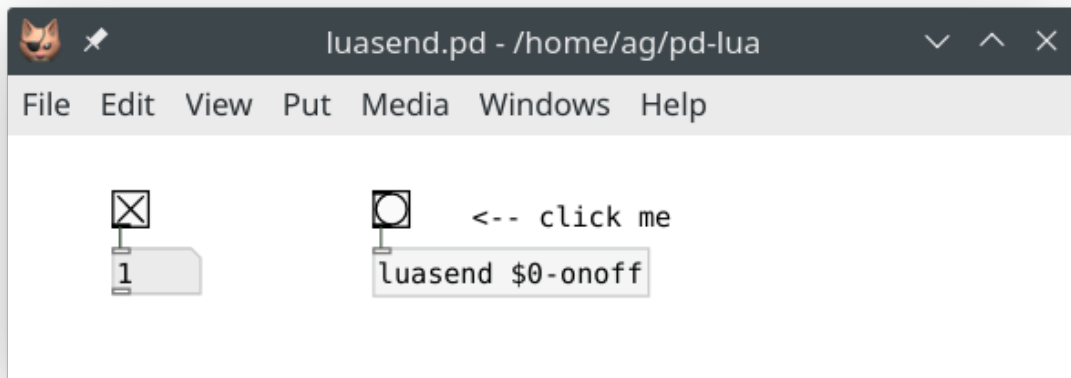 luasend.pd - /home/ag/pd-lua
File Edit View Put Media Windows Help
<-- click me
1
luasend $0-onoff